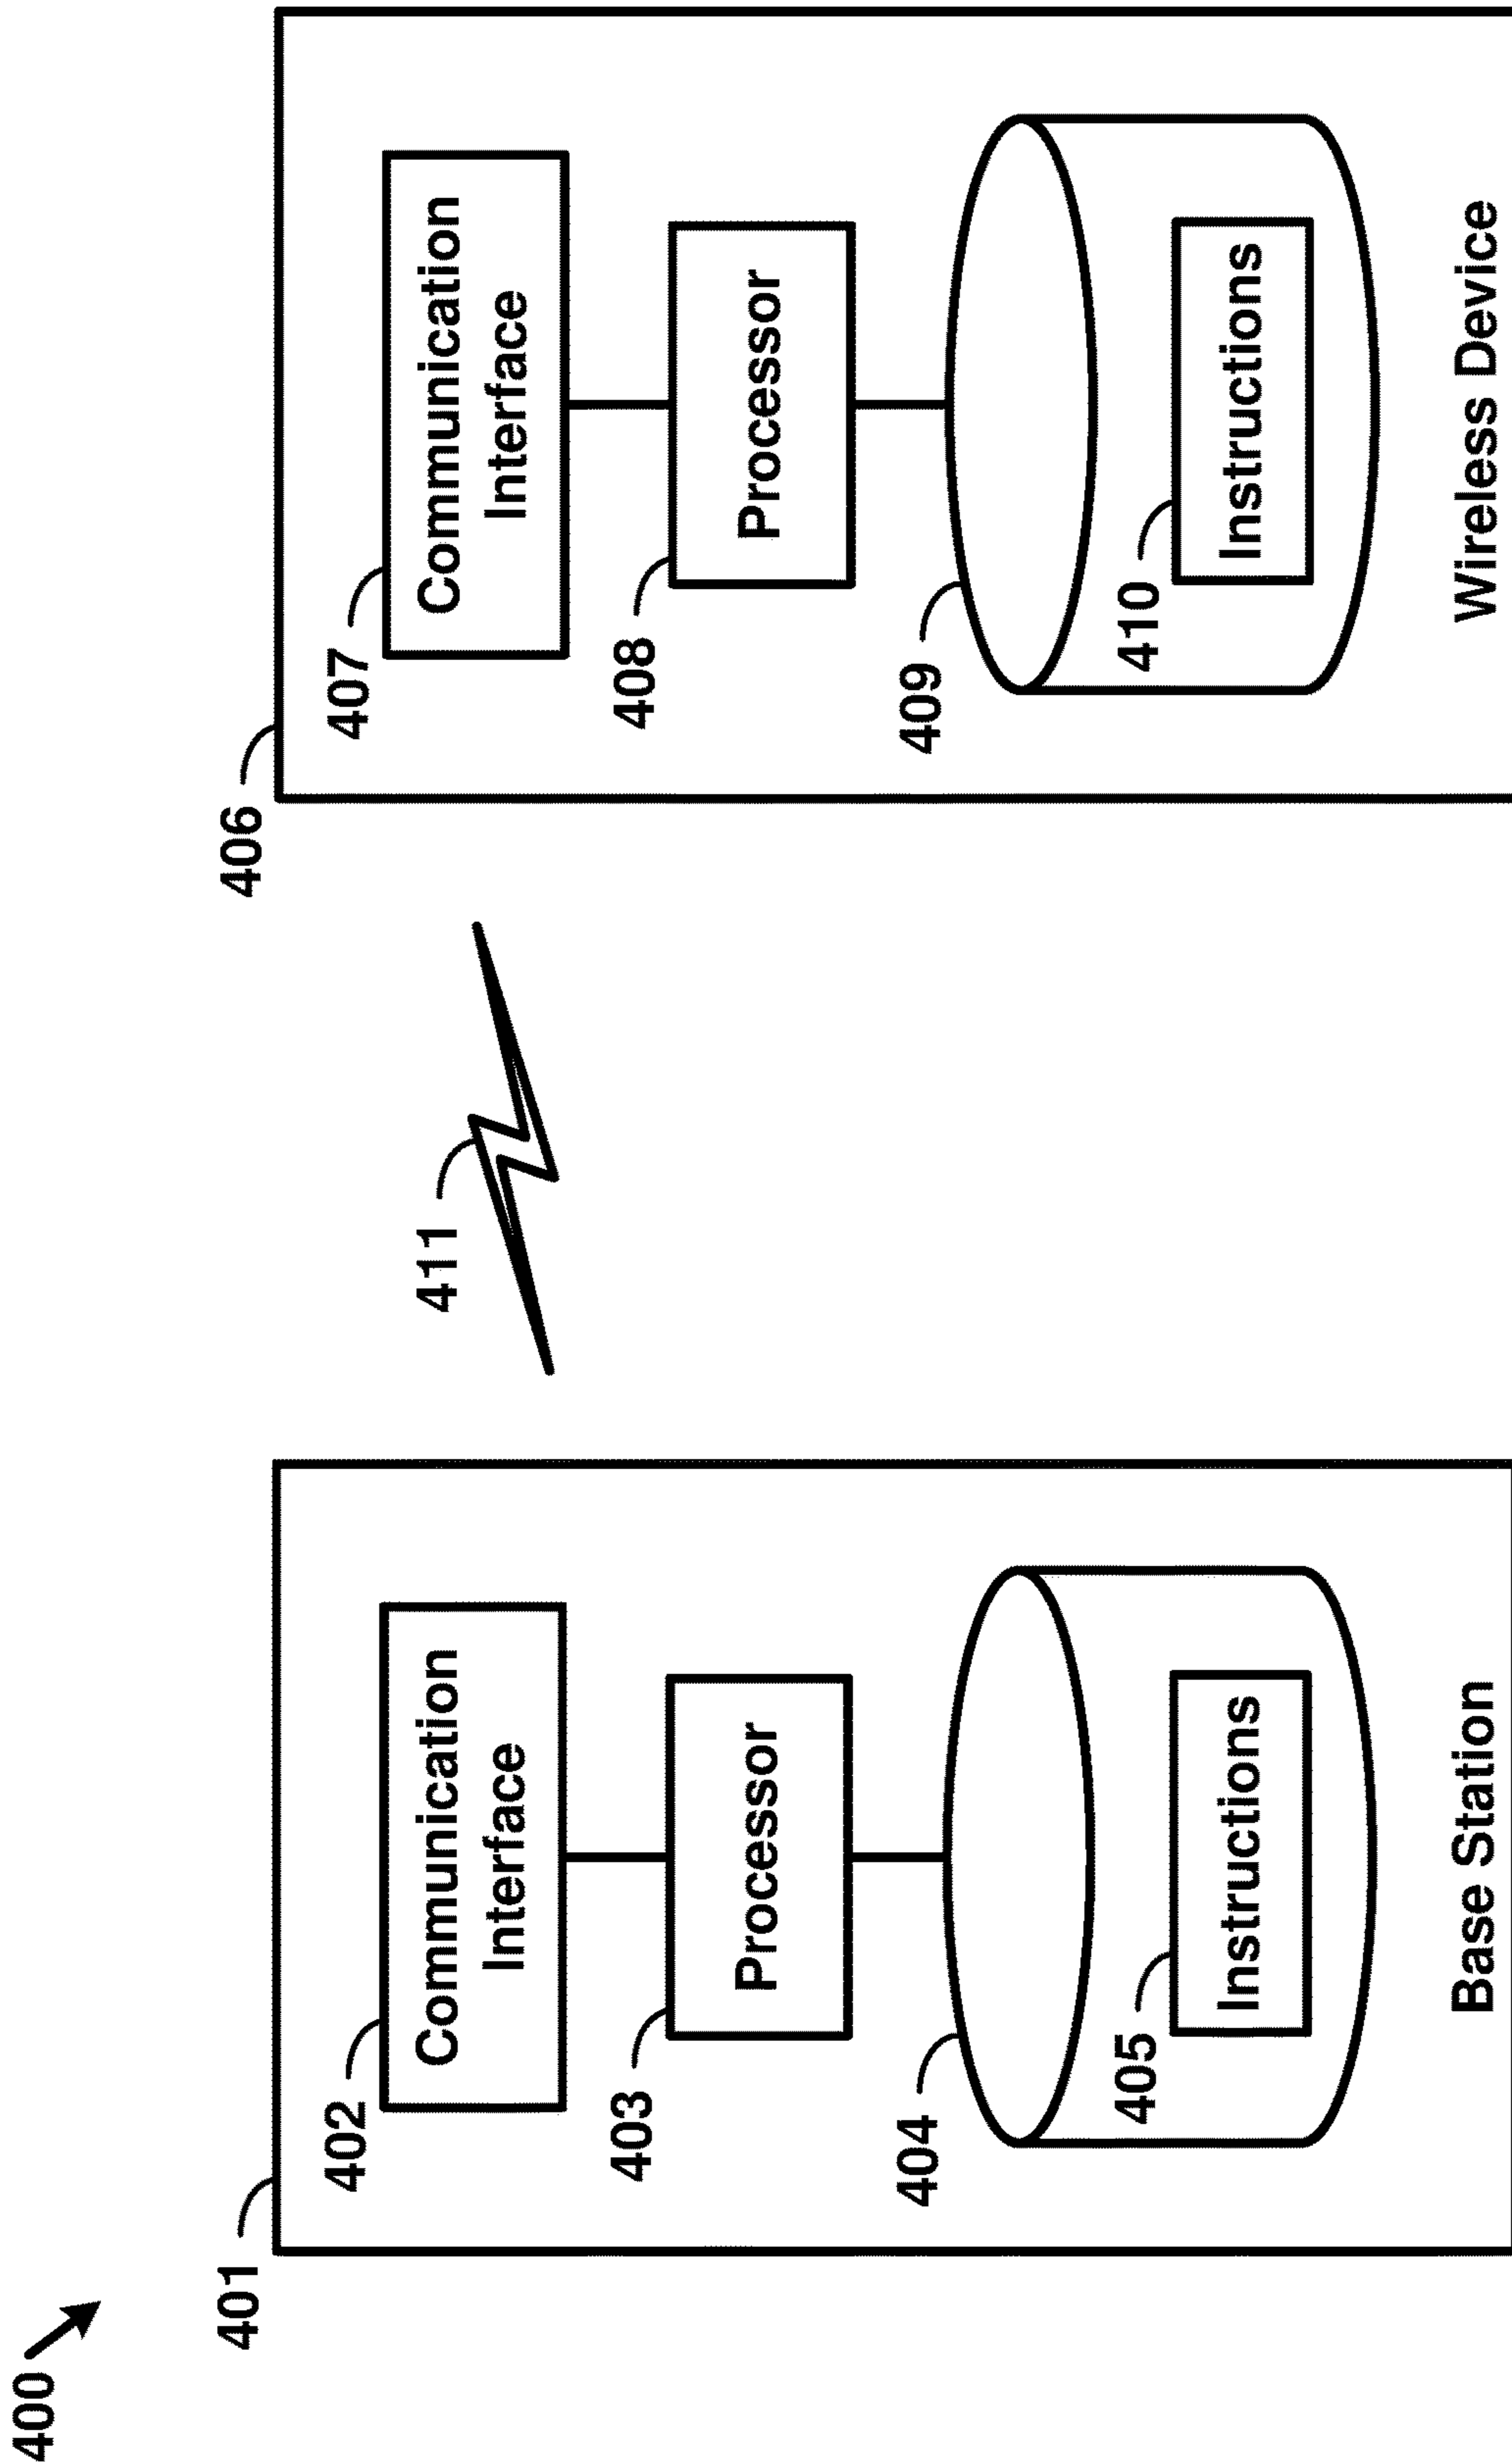 400
401
402
Communication
Interface
403
Processor
404
405
Instructions
Base Station
411
406
407
Communication
Interface
408
Processor
409
410
Instructions
Wireless Device